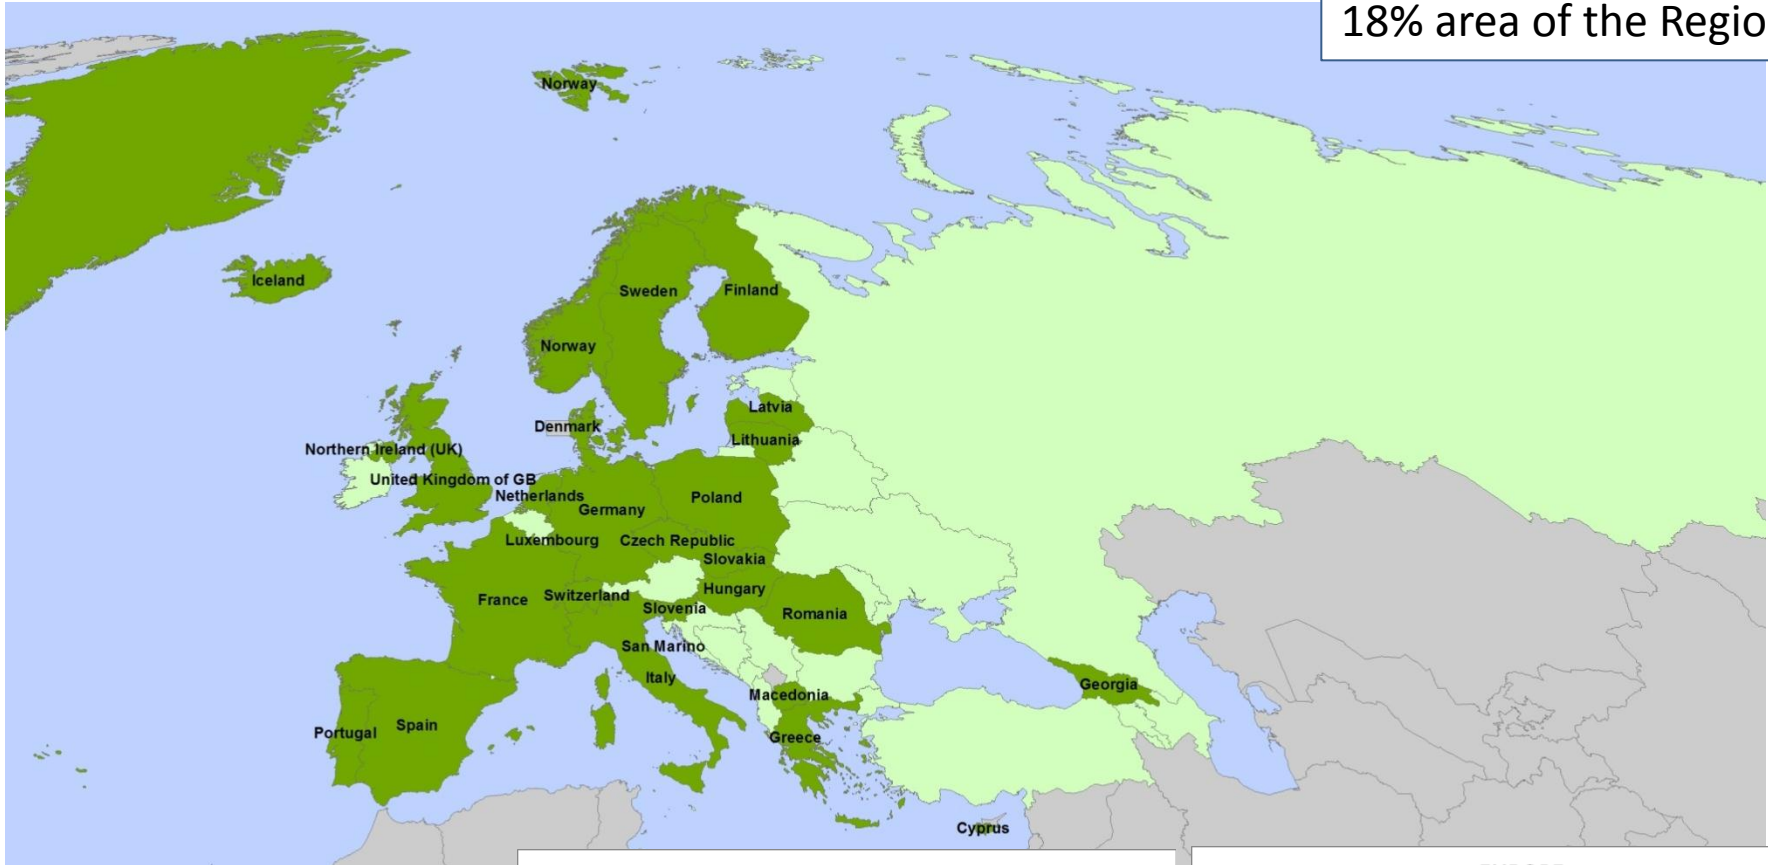 18% area of the Regio
Norway
Iceland
Sweden
Finland
Norway
Latvia
Denmark
Lithuania
Northern Ireland (UK)
United Kingdom of GB
Netherlands
Poland
Germany
Luxembourg
Czech Republic
Slovakia
Hungary
Switzerland
France
Slovenia
Romania
San Marino
Italy
Georgia
Macedonia
Spain
Portugal
Greece
Cyprus